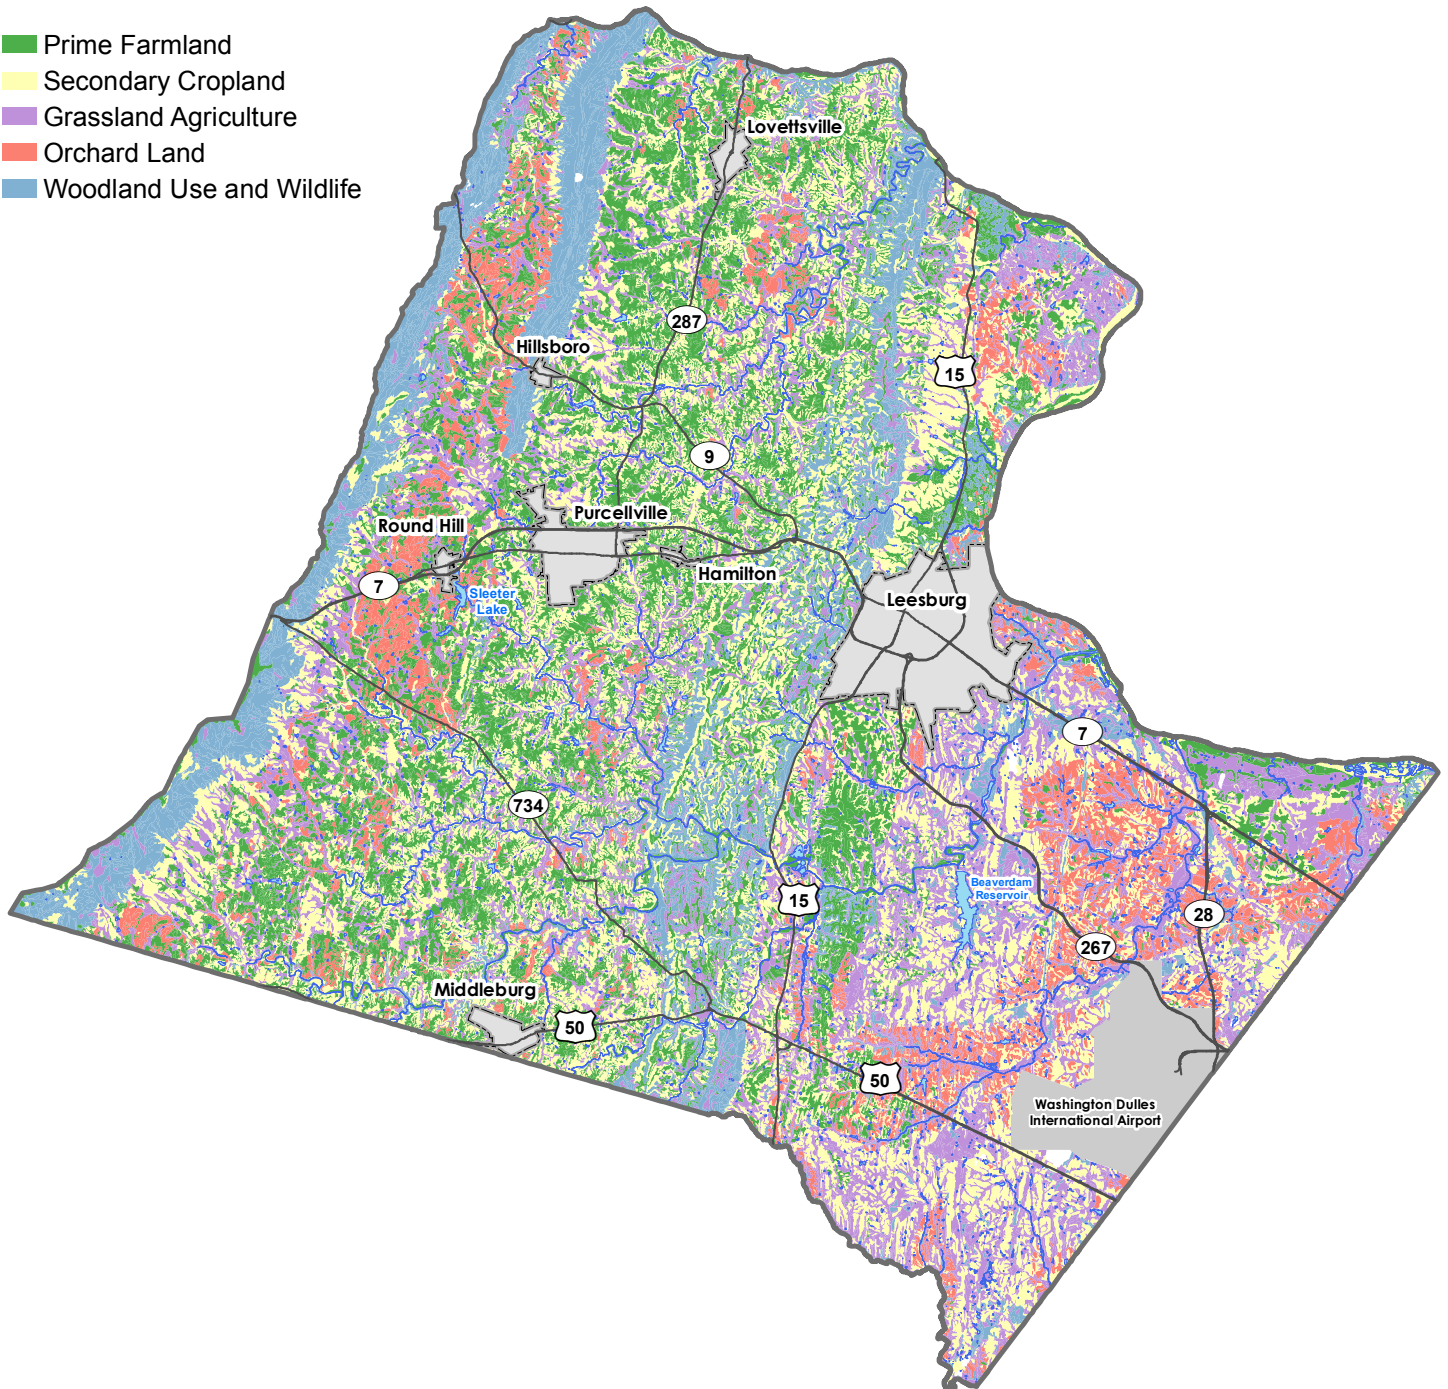 Prime Farmland
Secondary Cropland
Grassland Agriculture
Orchard Land
Woodland Use and Wildlife
Lovettsville
287
Hillsboro
15
9
Purcellville
Round Hill
Hamilton
7
Sleeter
Lake
Leesburg
7
734
15
Beaverdam
Reservoir
28
267
Middleburg
50
50
Washington Dulles
International Airport